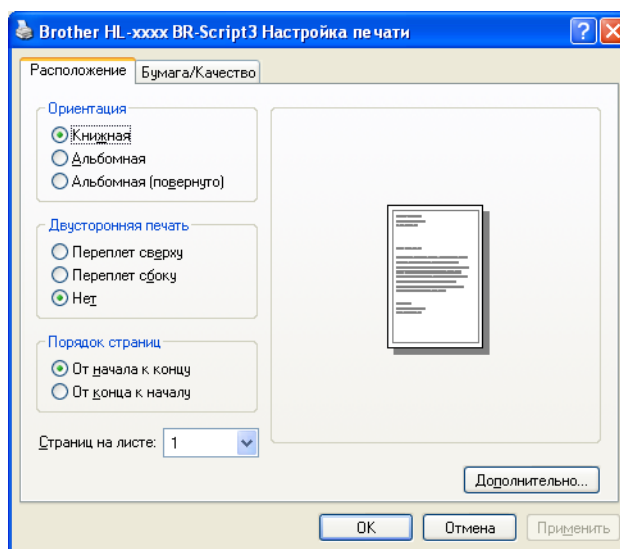 Brother HL-xxxx BR-Script3 Настройка печати
Расположение Бумага/Качество
Ориентация
Книжная
Альбомная
Альбомная (повернуто)
Двусторонняя печать
Переплет сверху
Переплет сбоку
Нет
Порядок страниц
От начала к концу
От конца к началу
Страниц на листе: 1
Дополнительно...
OK Отмена Применить